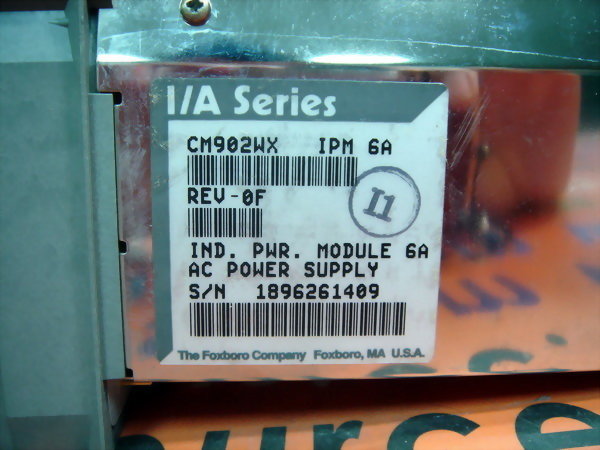 I/A Series
CM902WX IPM 6A
REV-0F
I1
IND. PWR. MODULE 6A
AC POWER SUPPLY
S/N 1896261409
The Foxboro Company Foxboro, MA U.S.A.